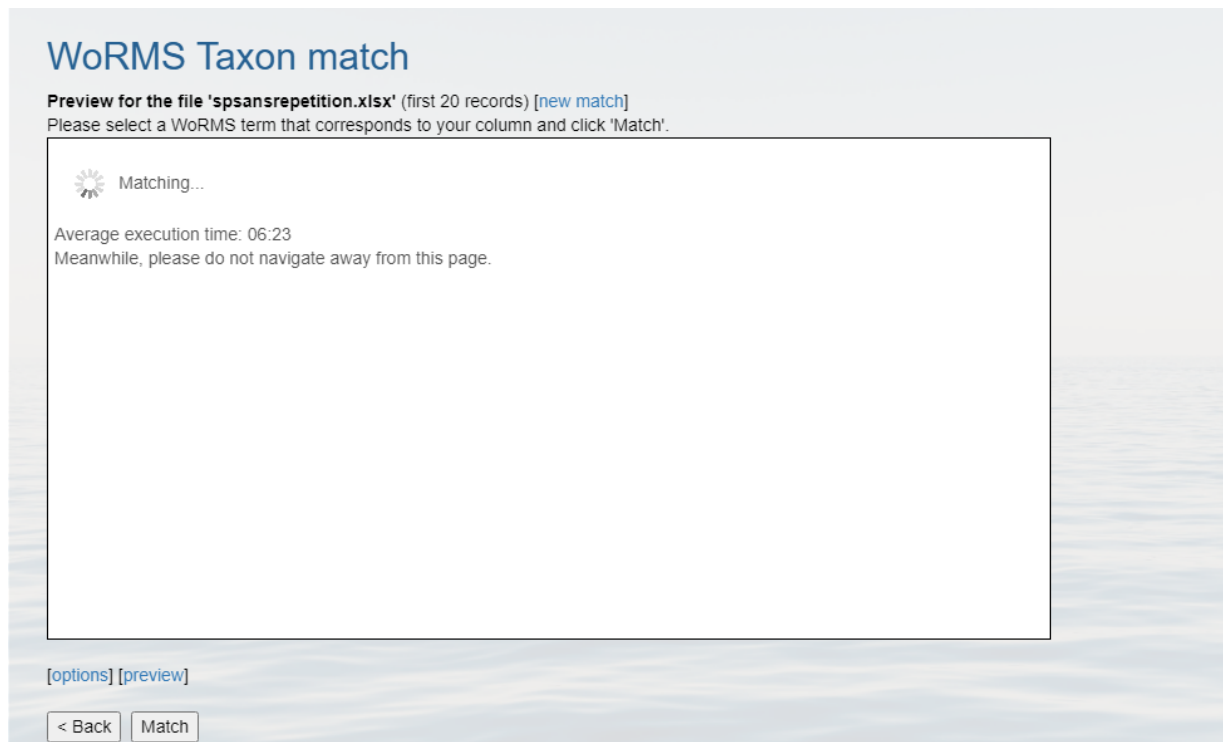 WoRMS Taxon match
Preview for the file 'spsansrepetition.xlsx' (first 20 records) [new match]
Please select a WoRMS term that corresponds to your column and click 'Match'.
Matching...
Average execution time: 06:23
Meanwhile, please do not navigate away from this page.
[options] [preview]
< Back Match